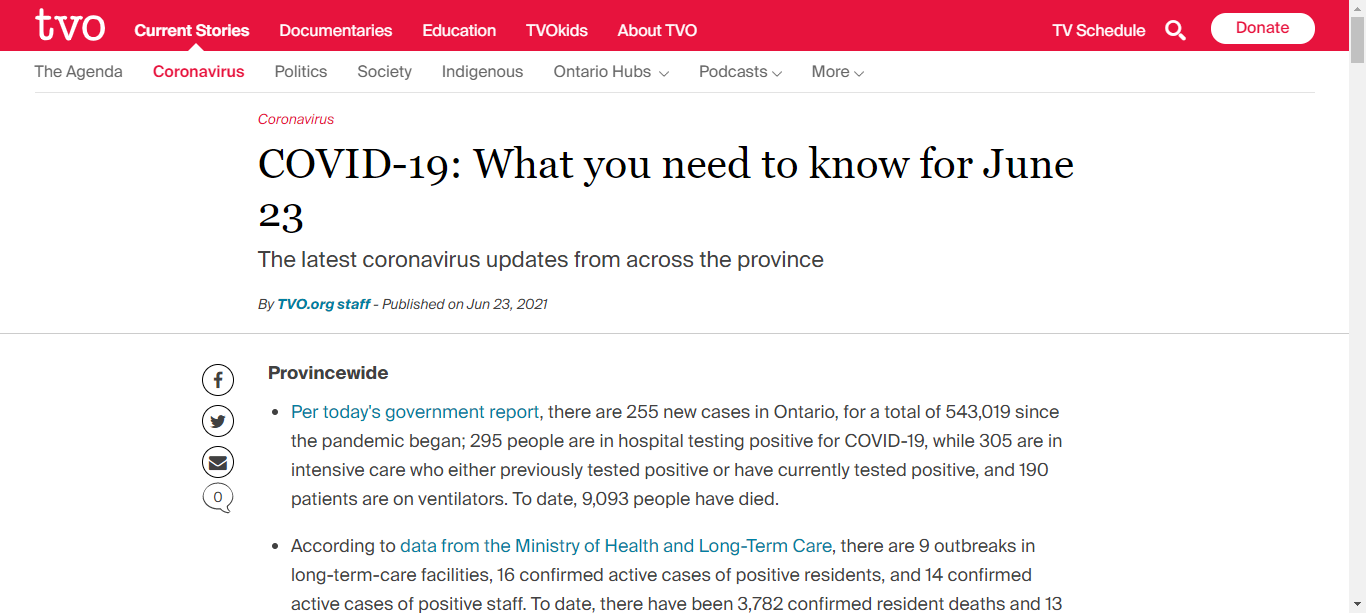 tvo Current Stories Documentaries Education TVOkids About TVO TV Schedule Donate
The Agenda Coronavirus Politics Society Indigenous Ontario Hubs Podcasts More
Coronavirus
COVID-19: What you need to know for June
23
The latest coronavirus updates from across the province
By TVO.org staff - Published on Jun 23, 2021
Provincewide
• Per today's government report, there are 255 new cases in Ontario, for a total of 543,019 since
the pandemic began; 295 people are in hospital testing positive for COVID-19, while 305 are in
intensive care who either previously tested positive or have currently tested positive, and 190
patients are on ventilators. To date, 9,093 people have died.
0
• According to data from the Ministry of Health and Long-Term Care, there are 9 outbreaks in
long-term-care facilities, 16 confirmed active cases of positive residents, and 14 confirmed
active cases of positive staff. To date, there have been 3,782 confirmed resident deaths and 13